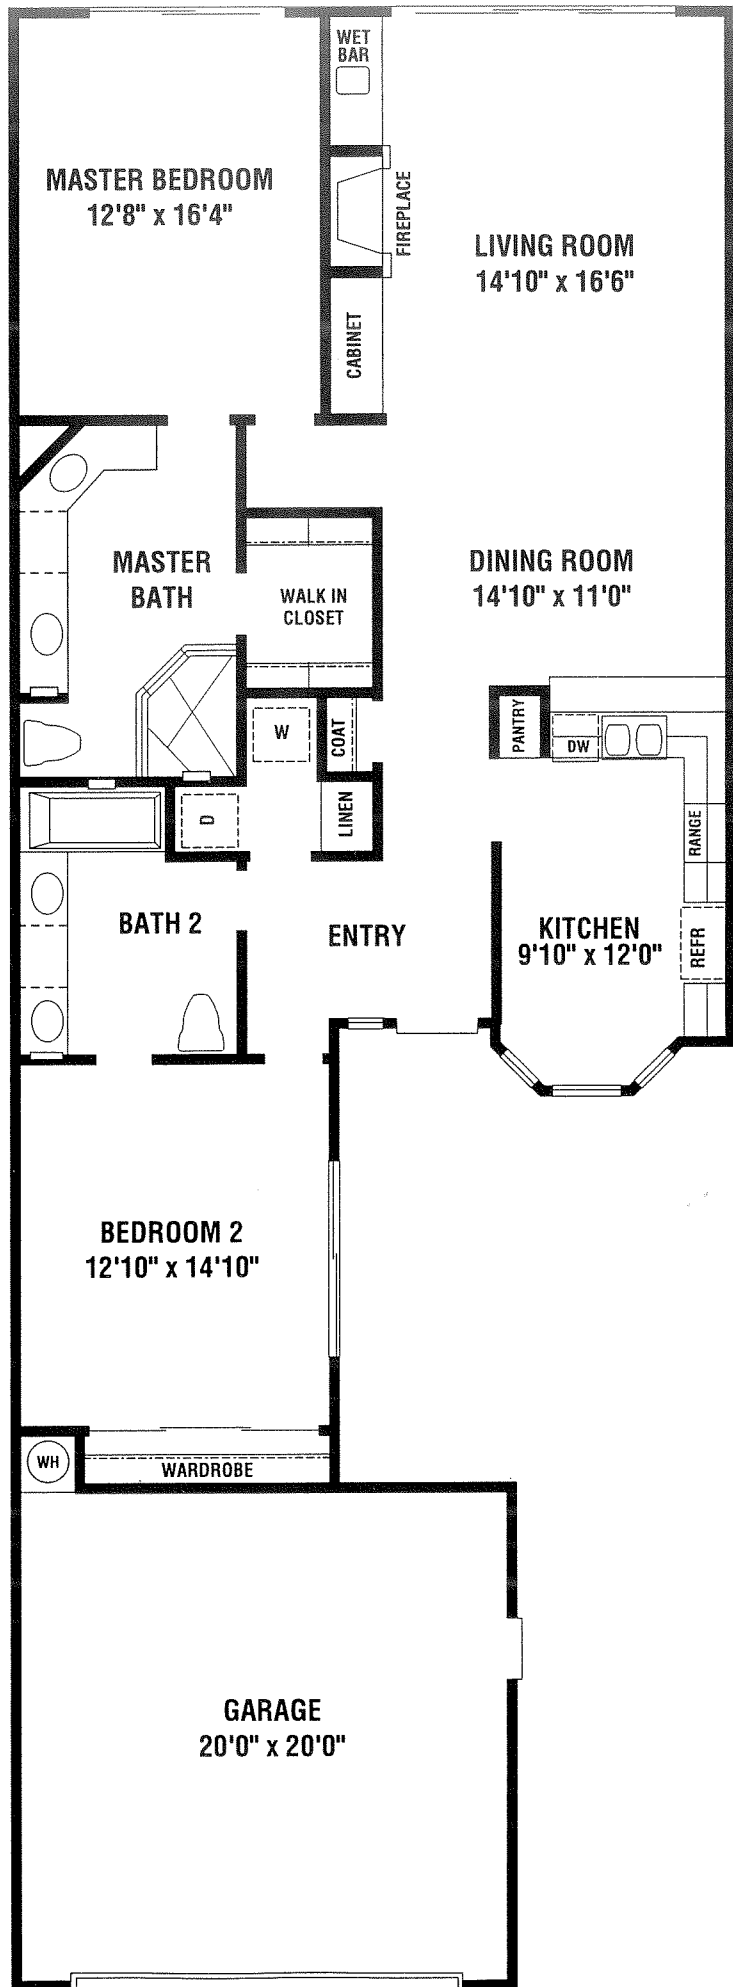 WET
BAR
MASTER BEDROOM
12'8" x 16'4"
FIREPLACE
LIVING ROOM
14'10" x 16'6"
CABINET
MASTER
BATH
WALK IN
CLOSET
DINING ROOM
14'10" x 11'0"
W
COAT
PANTRY
DW
D
LINEN
RANGE
BATH 2
ENTRY
KITCHEN
9'10" x 12'0"
REFR
BEDROOM 2
12'10" x 14'10"
WH
WARDROBE
GARAGE
20'0" x 20'0"